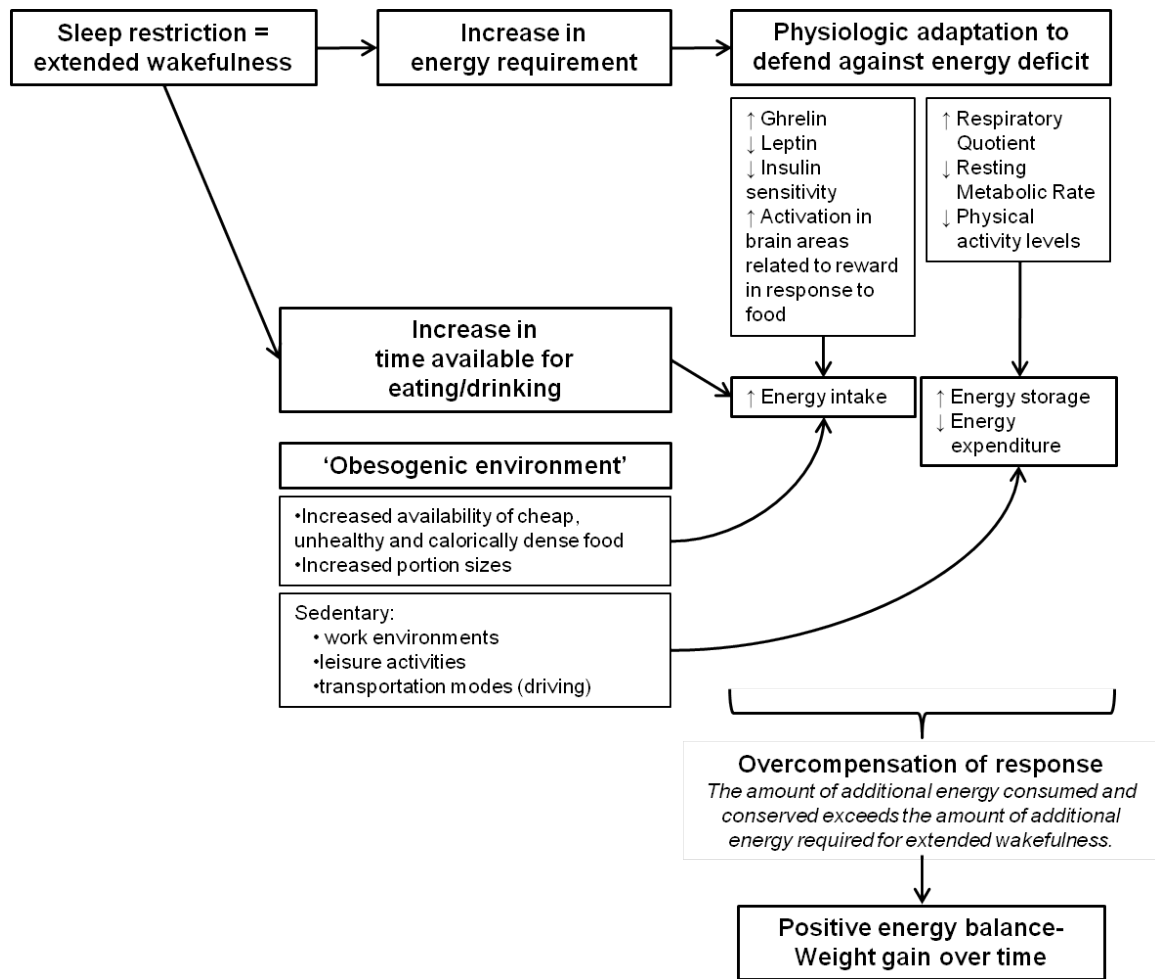 Sleep restriction =
extended wakefulness
Increase in
energy requirement
Physiologic adaptation to
defend against energy deficit
↑ Ghrelin
↓ Leptin
↓ Insulin
sensitivity
↑ Activation in
brain areas
related to reward
in response to
food
↑ Respiratory
Quotient
↓ Resting
Metabolic Rate
↓ Physical
activity levels
Increase in
time available for
eating/drinking
↑ Energy intake
↑ Energy storage
↓ Energy
expenditure
‘Obesogenic environment’
•Increased availability of cheap,
unhealthy and calorically dense food
•Increased portion sizes
Sedentary:
• work environments
•leisure activities
•transportation modes (driving)
Overcompensation of response
The amount of additional energy consumed and
conserved exceeds the amount of additional
energy required for extended wakefulness.
Positive energy balance-
Weight gain over time